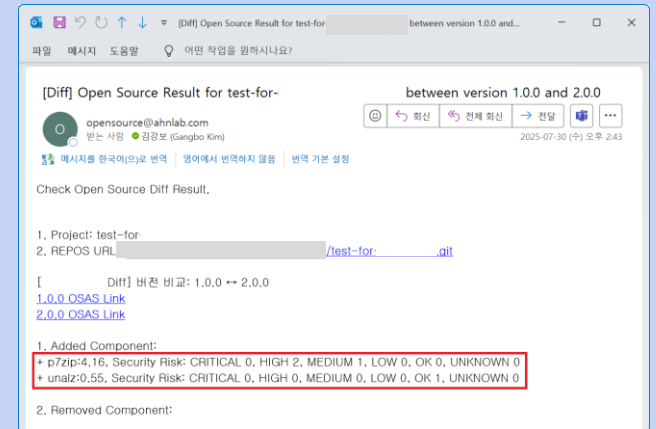 [Diff] Open Source Result for test-for- between version 1.0.0 and...
파일 메시지 도움말 어떤 작업을 원하시나요?
[Diff] Open Source Result for test-for- between version 1.0.0 and 2.0.0
O
opensource@ahnlab.com
받는 사람 김강보 (Gangbo Kim)
회신 전체 회신 전달
2025-07-30 (수) 오후 2:43
메시지를 한국어(으)로 번역 영어에서 번역하지 않음 번역 기본 설정
Check Open Source Diff Result.
1. Project: test-for
2. REPOS URL /test-for- .git
[ Diff] 버전 비교: 1.0.0 ↔ 2.0.0
1.0.0 OSAS Link
2.0.0 OSAS Link
1. Added Component:
+ p7zip:4.16, Security Risk: CRITICAL 0, HIGH 2, MEDIUM 1, LOW 0, OK 0, UNKNOWN 0
+ unalz:0.55, Security Risk: CRITICAL 0, HIGH 0, MEDIUM 0, LOW 0, OK 1, UNKNOWN 0
2. Removed Component: